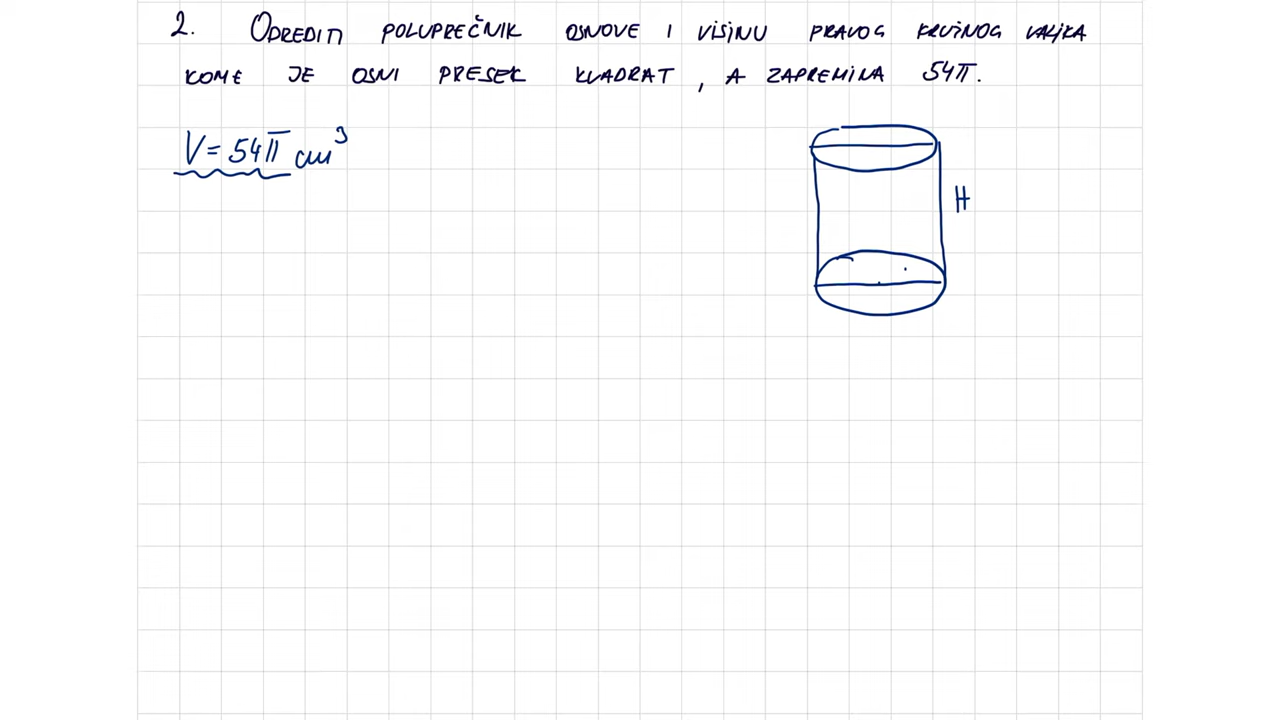 2. ODREDITI POLUPREČNIK OSNOVE I VISINU PRAVOG KRUŽNOG VALJKA
KOME JE OSNI PRESEK KVADRAT, A ZAPREMINA 54π.
V = 54π cm³
H